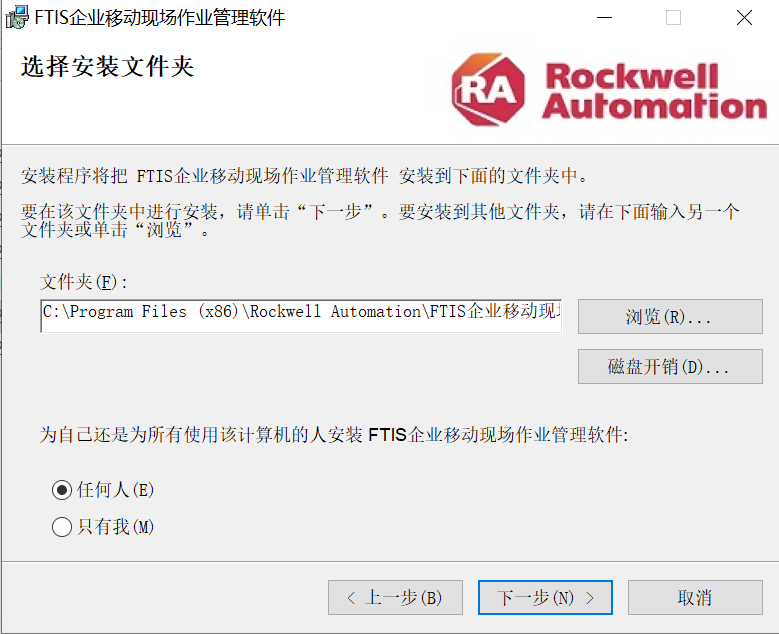 FTIS企业移动现场作业管理软件
选择安装文件夹
RA
Rockwell
Automation
安装程序将把 FTIS企业移动现场作业管理软件 安装到下面的文件夹中。
要在该文件夹中进行安装，请单击“下一步”。要安装到其他文件夹，请在下面输入另一个
文件夹或单击“浏览”。
文件夹(F):
C:\Program Files (x86)\Rockwell Automation\FTIS企业移动现
浏览(R)...
磁盘开销(D)...
为自己还是为所有使用该计算机的人安装 FTIS企业移动现场作业管理软件:
任何人(E)
只有我(M)
< 上一步(B)
下一步(N) >
取消